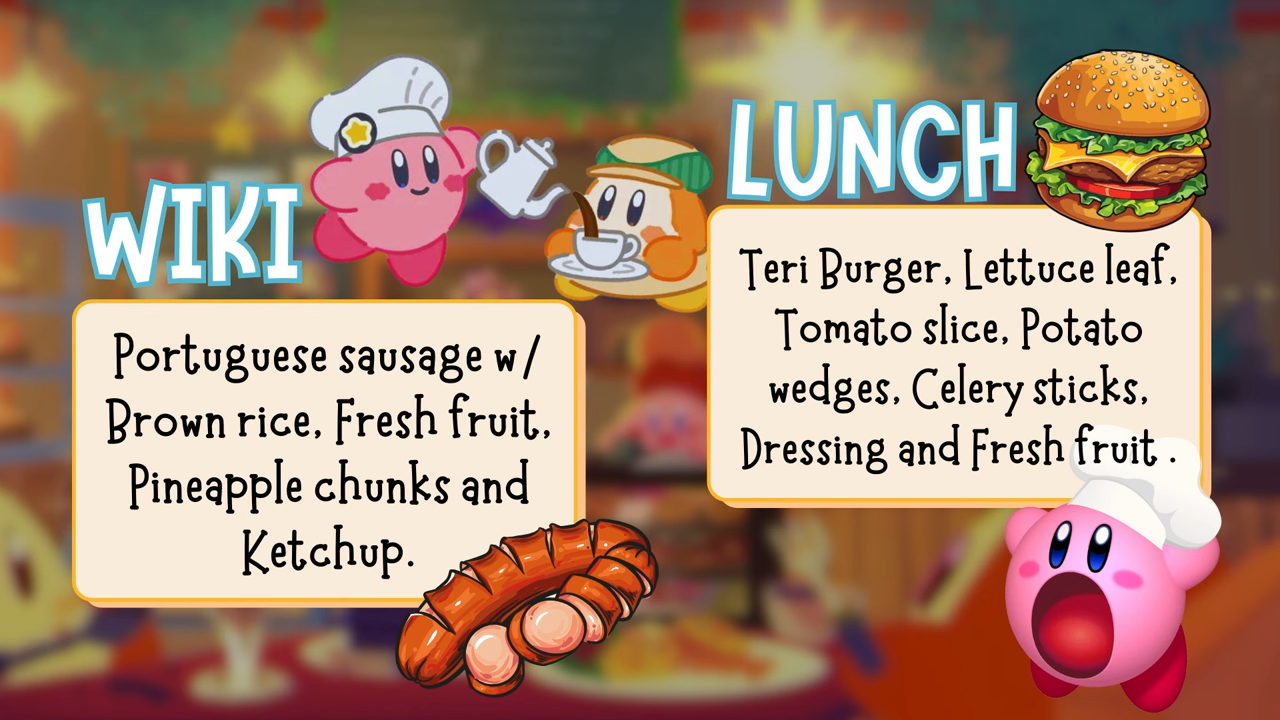 WIKI
Portuguese sausage w/
Brown rice, Fresh fruit,
Pineapple chunks and
Ketchup.
LUNCH
Teri Burger, Lettuce leaf,
Tomato slice, Potato
wedges, Celery sticks,
Dressing and Fresh fruit .